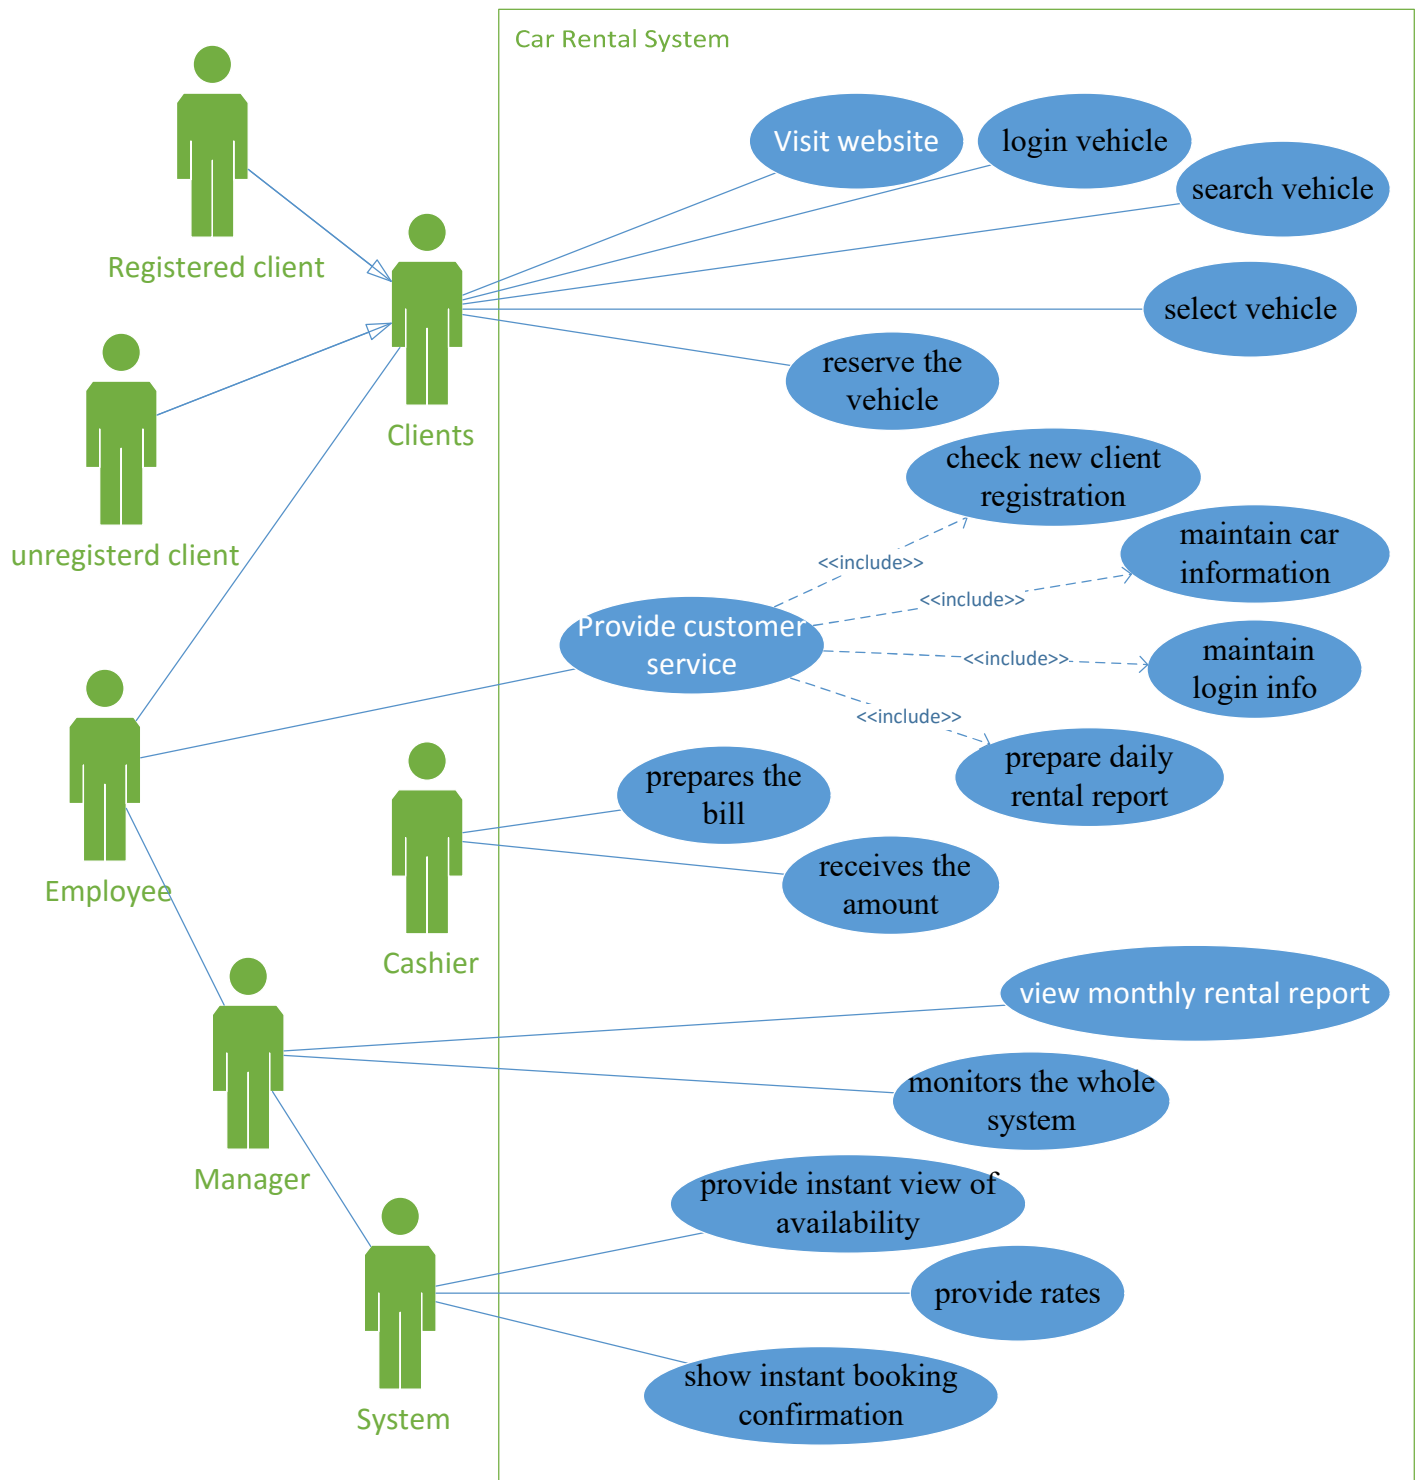 Car Rental System
Visit website
login vehicle
search vehicle
Registered client
select vehicle
reserve the
vehicle
Clients
check new client
registration
unregisterd client
maintain car
information
<<include>>
<<include>>
Provide customer
service
maintain
login info
<<include>>
<<include>>
prepare daily
rental report
prepares the
bill
receives the
amount
Employee
Cashier
view monthly rental report
monitors the whole
system
Manager
provide instant view of
availability
provide rates
show instant booking
confirmation
System